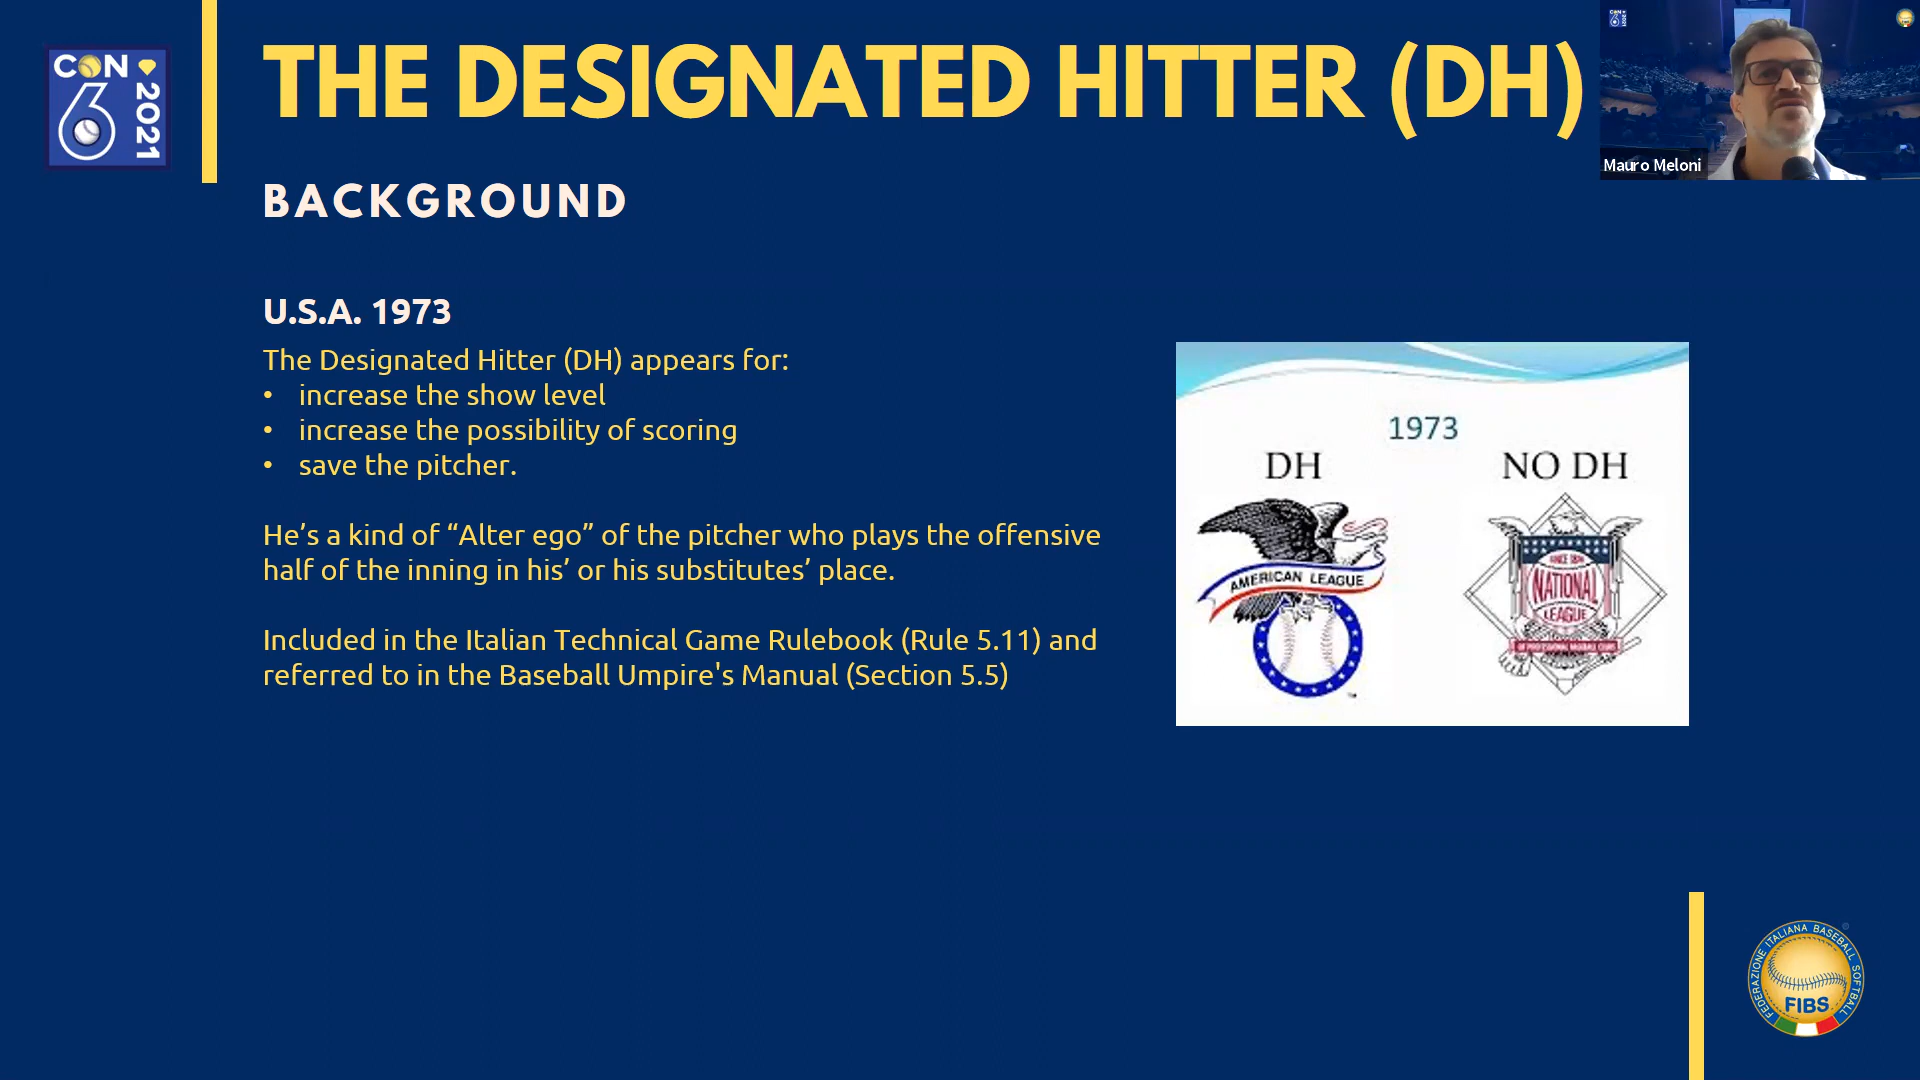 CON
6
2021
THE DESIGNATED HITTER (DH)
Mauro Meloni
BACKGROUND
U.S.A. 1973
The Designated Hitter (DH) appears for:
• increase the show level
• increase the possibility of scoring
• save the pitcher.
He’s a kind of “Alter ego” of the pitcher who plays the offensive
half of the inning in his’ or his substitutes’ place.
Included in the Italian Technical Game Rulebook (Rule 5.11) and
referred to in the Baseball Umpire's Manual (Section 5.5)
1973
DH
NO DH
AMERICAN LEAGUE
NATIONAL
LEAGUE
FEDERAZIONE ITALIANA BASEBALL SOFTBALL
FIBS